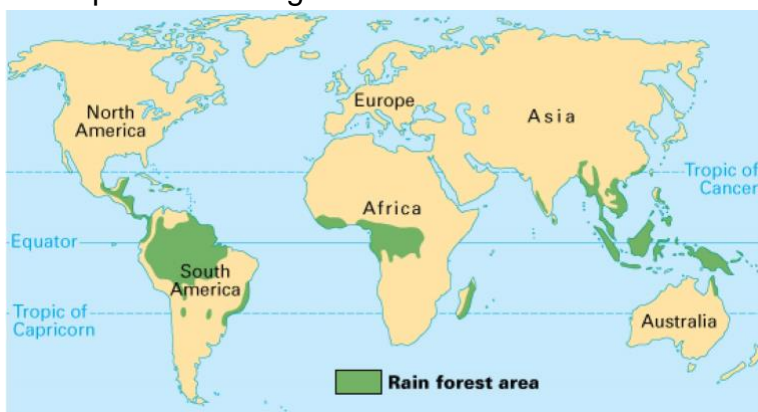 North
America
Europe
Asia
Tropic of
Cancer
Africa
Equator
South
America
Tropic of
Capricorn
Australia
Rain forest area